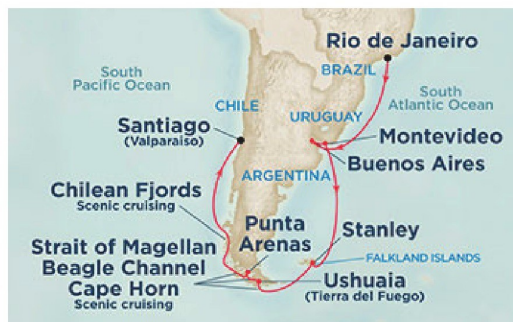 Rio de Janeiro
BRAZIL
South
Pacific Ocean
South
Atlantic Ocean
CHILE
URUGUAY
Santiago
(Valparaiso)
Montevideo
Buenos Aires
ARGENTINA
Chilean Fjords
Scenic cruising
Punta
Arenas
Stanley
Strait of Magellan
Beagle Channel
Cape Horn
Scenic cruising
FALKLAND ISLANDS
Ushuaia
(Tierra del Fuego)